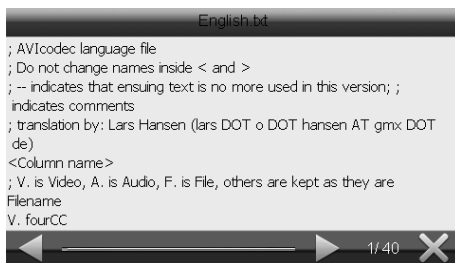 English.txt
; AVIcodec language file
; Do not change names inside < and >
; -- indicates that ensuing text is no more used in this version; ;
indicates comments
; translation by: Lars Hansen (lars DOT o DOT hansen AT gmx DOT
de)
<Column name>
; V. is Video, A. is Audio, F. is File, others are kept as they are
Filename
V. fourCC
1/40